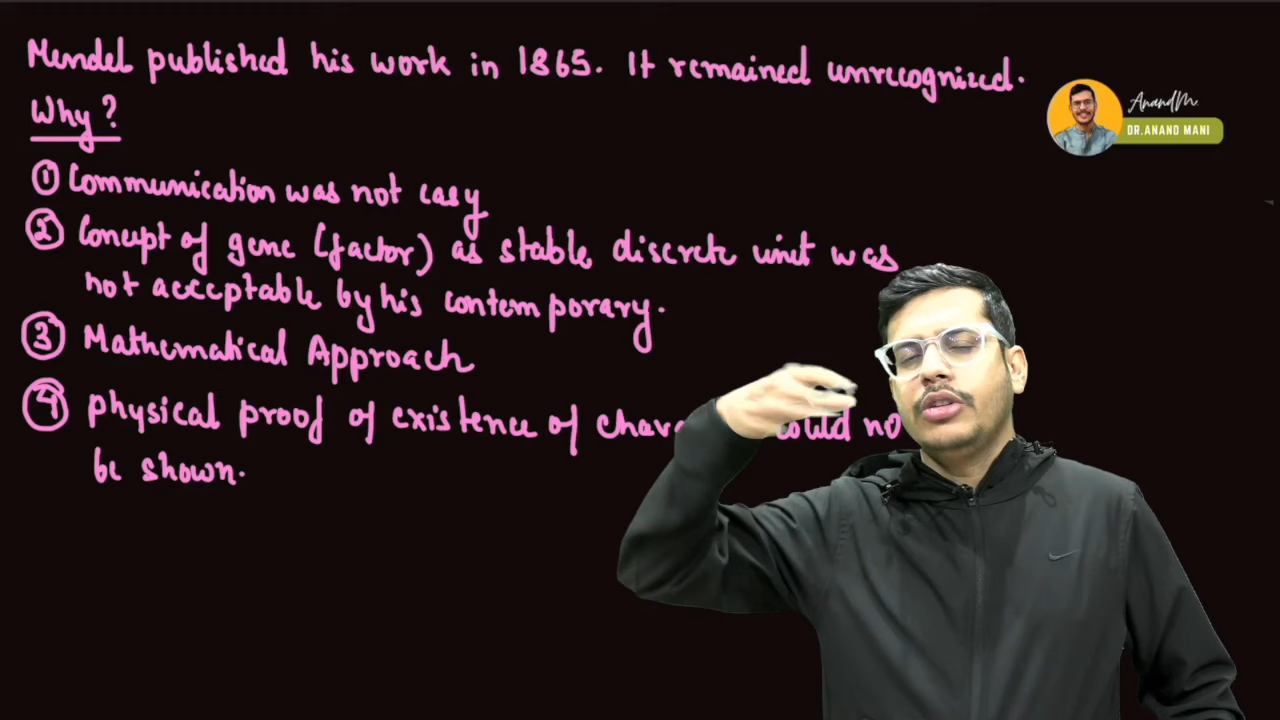 Mendel published his work in 1865. It remained unrecognized.
Why?
AnandM.
DR.ANAND MANI
① Communication was not easy
② Concept of gene (factor) as stable discrete unit was
not acceptable by his contemporary.
③ Mathematical Approach
④ physical proof of existence of could
be shown.